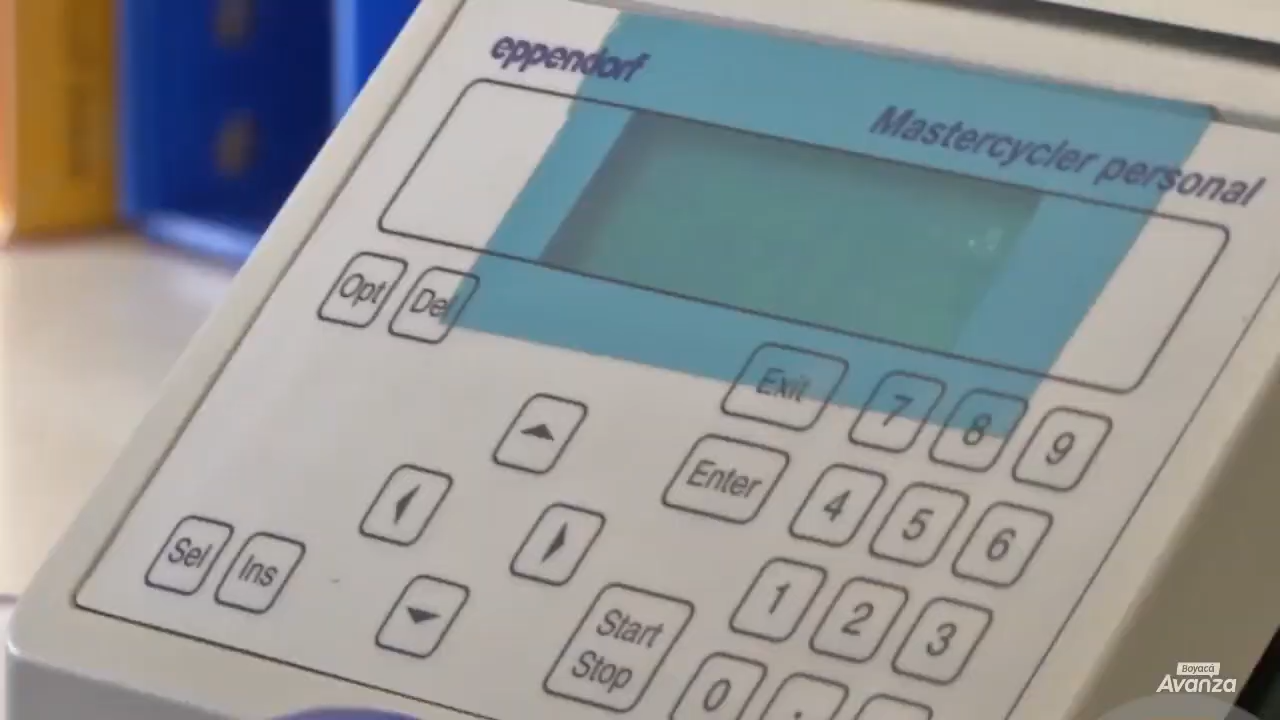 eppendorf
Mastercycler personal
Opt Del
Exit 7 8 9
Enter 4 5 6
Sel Ins
1 2 3
Start
Stop
0 .
Boyacá
Avanza